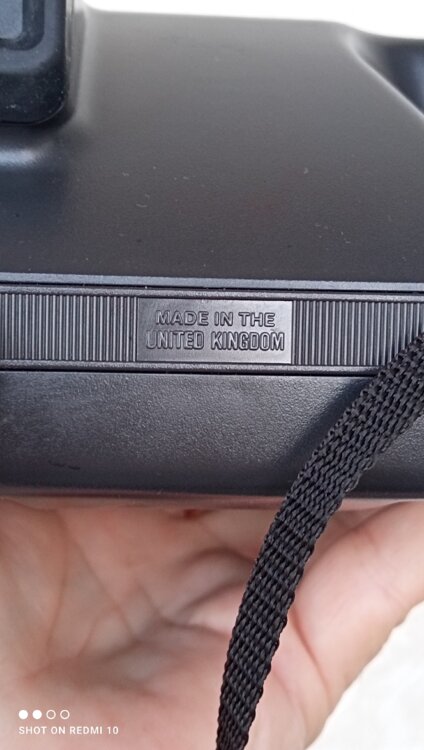 MADE IN THE
UNITED KINGDOM
SHOT ON REDMI 10